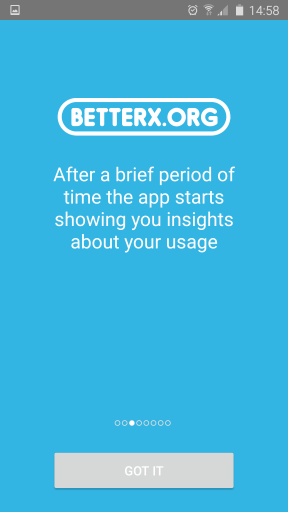 14:58
BETTERX.ORG
After a brief period of
time the app starts
showing you insights
about your usage
GOT IT